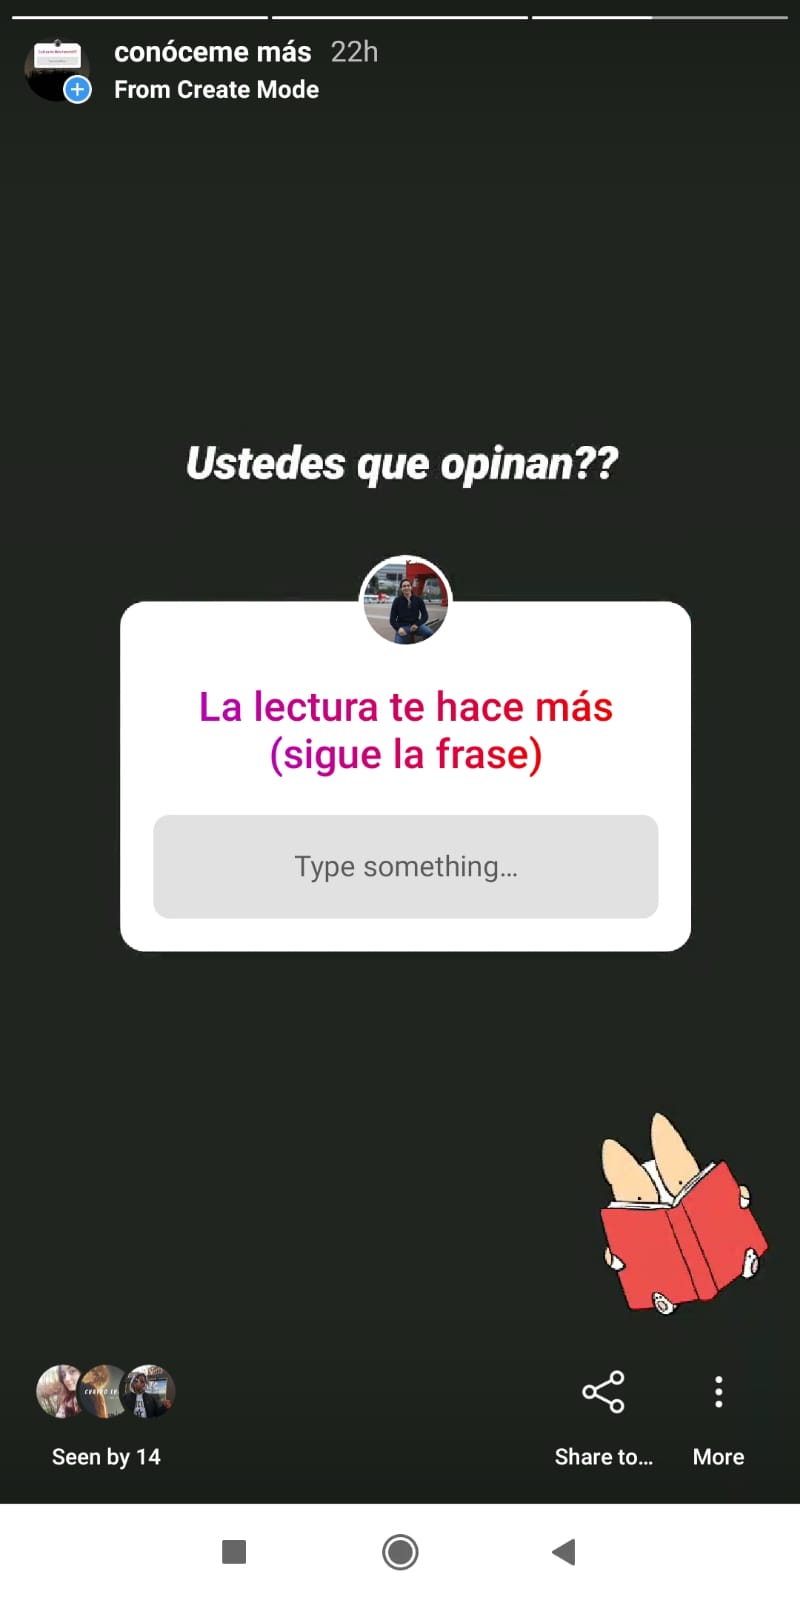 conóceme más 22h
From Create Mode
Ustedes que opinan??
La lectura te hace más
(sigue la frase)
Type something...
Seen by 14
Share to...
More